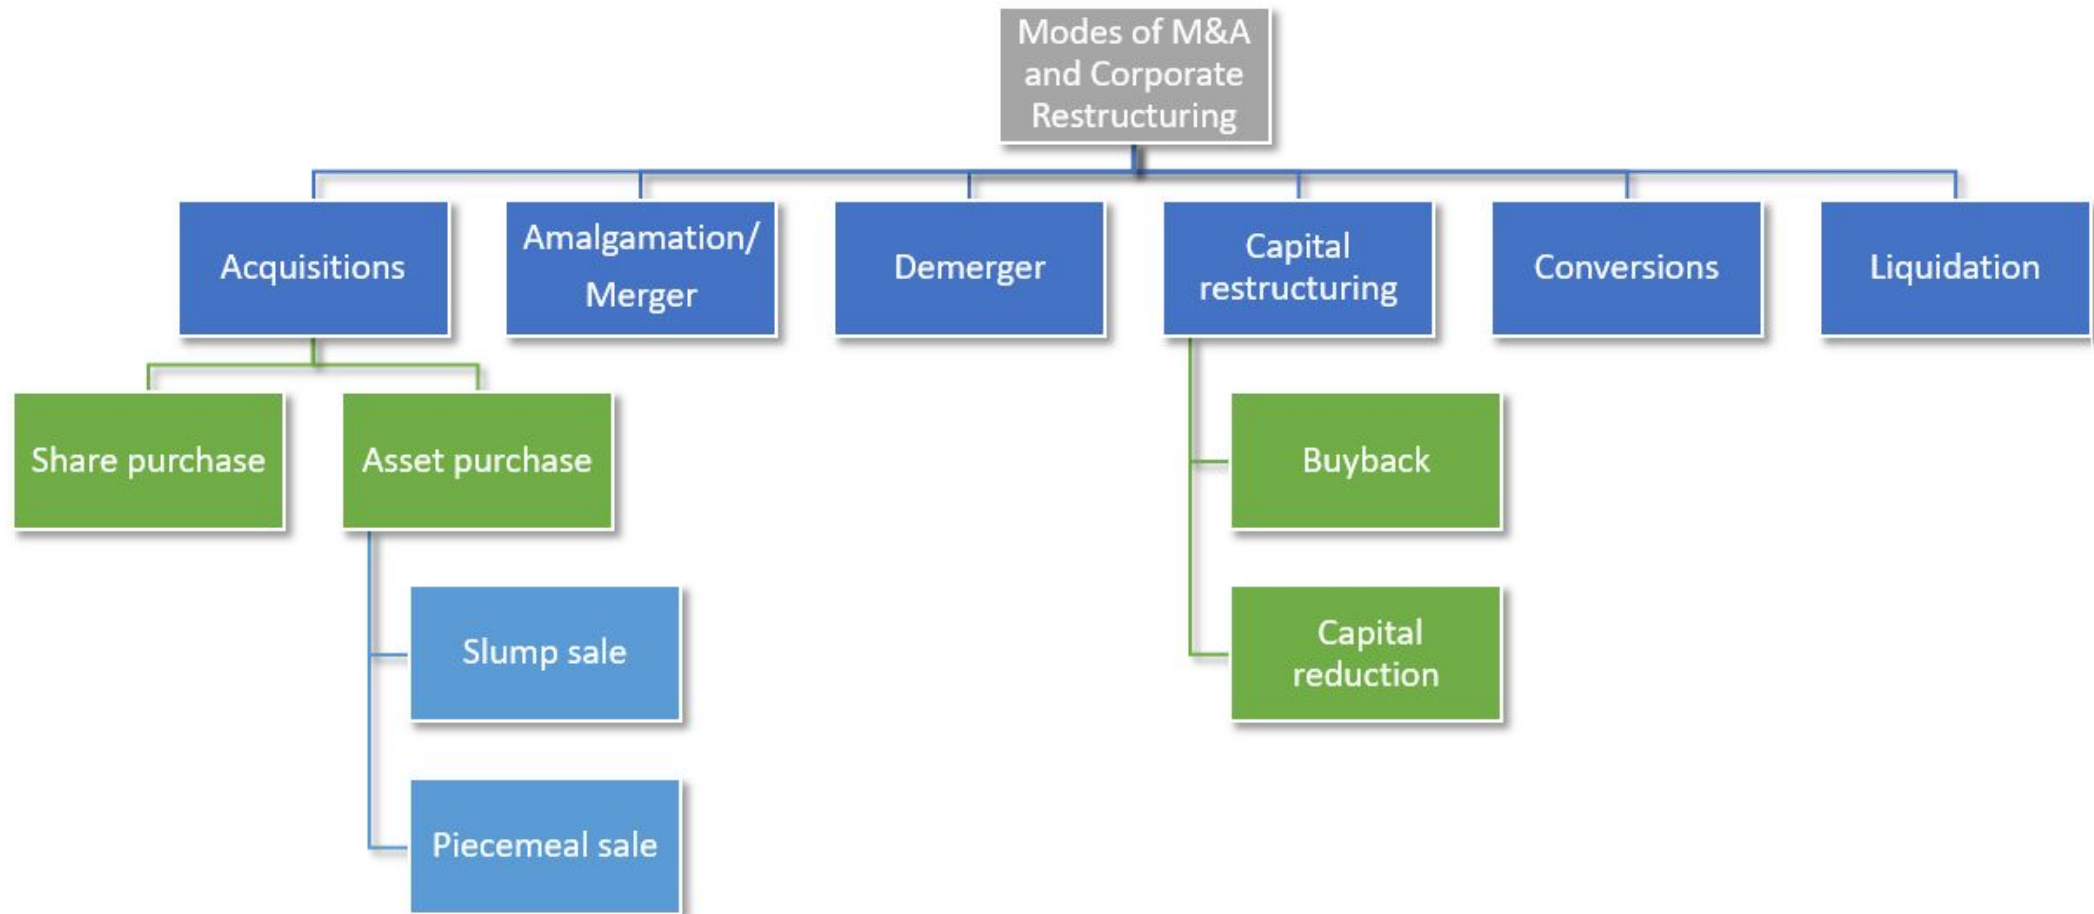 Modes of M&A
and Corporate
Restructuring
Acquisitions
Amalgamation/
Merger
Demerger
Capital
restructuring
Conversions
Liquidation
Share purchase
Asset purchase
Buyback
Slump sale
Capital
reduction
Piecemeal sale